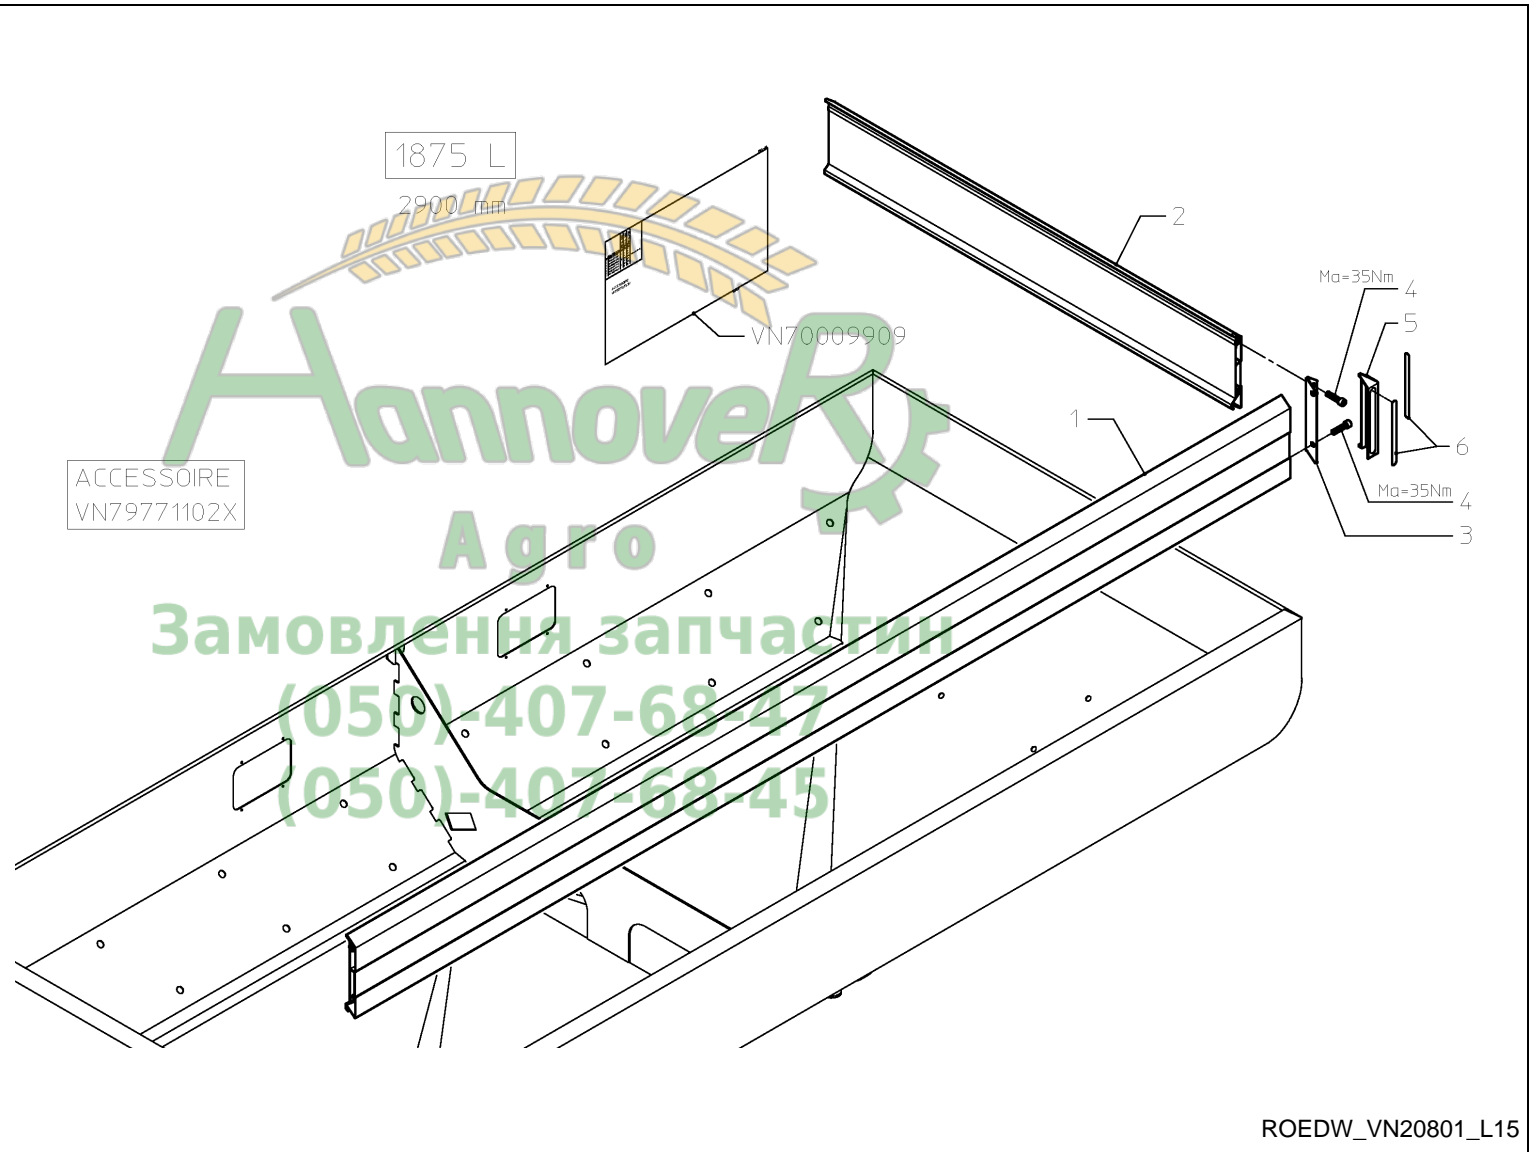 1875 L
2900 mm
2
Ma=35Nm
4
5
VN70009909
HannoveR
1
6
ACCESSOIRE
VN79771102X
Ma=35Nm
4
Agro
3
Замовлення запчастин
(050)-407-68-47
(050)-407-68-45
ROEDW_VN20801_L15